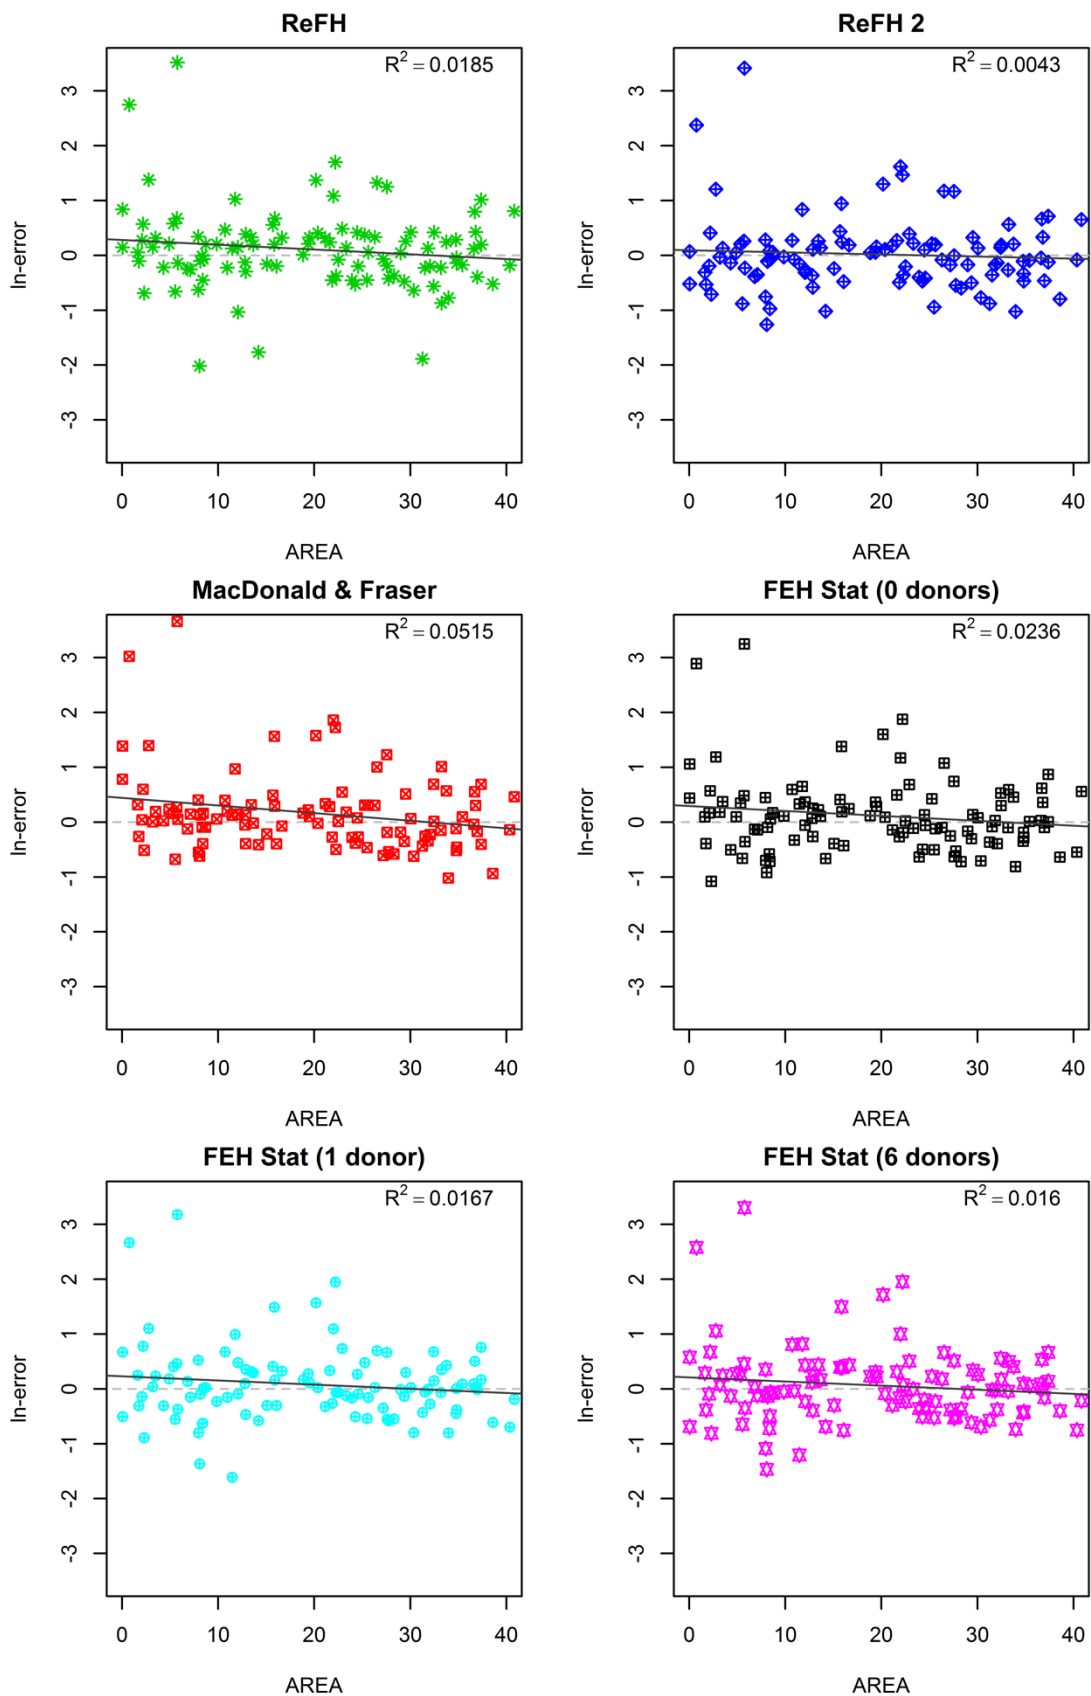 ReFH
R² = 0.0185
ln-error
3
2
1
0
-1
-2
-3
0 10 20 30 40
AREA
ReFH 2
R² = 0.0043
ln-error
3
2
1
0
-1
-2
-3
0 10 20 30 40
AREA
MacDonald & Fraser
R² = 0.0515
ln-error
3
2
1
0
-1
-2
-3
0 10 20 30 40
AREA
FEH Stat (0 donors)
R² = 0.0236
ln-error
3
2
1
0
-1
-2
-3
0 10 20 30 40
AREA
FEH Stat (1 donor)
R² = 0.0167
ln-error
3
2
1
0
-1
-2
-3
0 10 20 30 40
AREA
FEH Stat (6 donors)
R² = 0.016
ln-error
3
2
1
0
-1
-2
-3
0 10 20 30 40
AREA